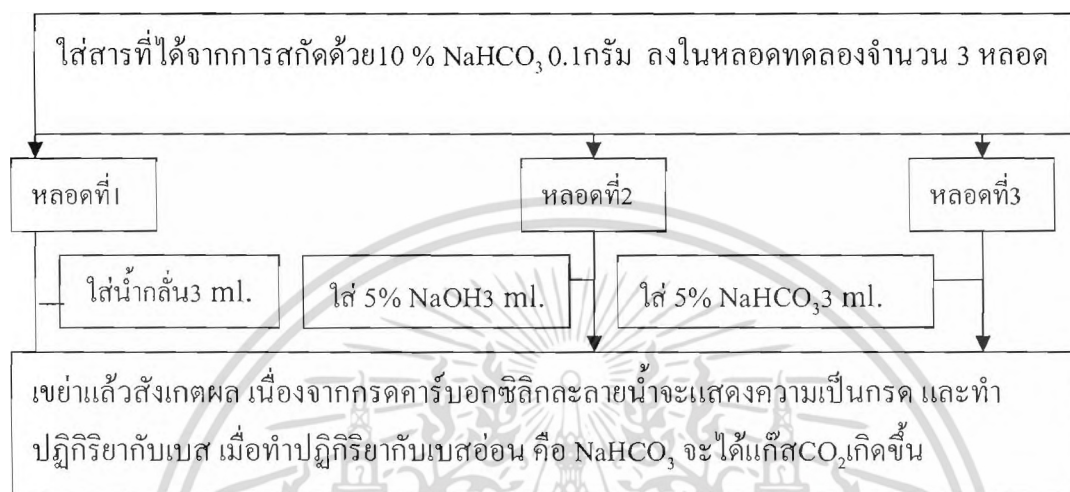 ใส่สารที่ได้จากการสกัดด้วย10 % NaHCO₃ 0.1กรัม ลงในหลอดทดลองจำนวน 3 หลอด
หลอดที่1
หลอดที่2
หลอดที่3
ใส่น้ำกลั่น3 ml.
ใส่ 5% NaOH3 ml.
ใส่ 5% NaHCO₃3 ml.
เขย่าแล้วสังเกตผล เนื่องจากกรดคาร์บอกซิลิกละลายน้ำจะแสดงความเป็นกรด และทำ
ปฏิกิริยากับเบส เมื่อทำปฏิกิริยากับเบสอ่อน คือ NaHCO₃ จะได้แก๊สCO₂เกิดขึ้น